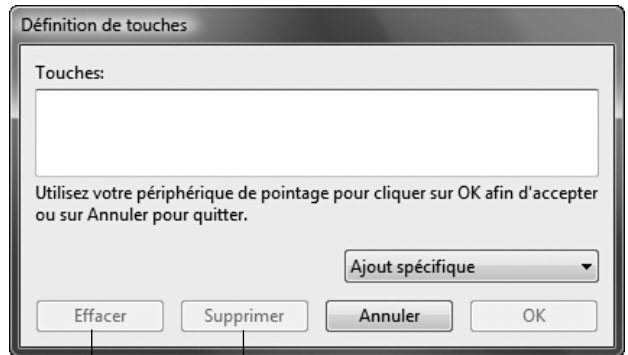 Définition de touches
Touches:
Utilisez votre périphérique de pointage pour cliquer sur OK afin d'accepter
ou sur Annuler pour quitter.
Ajout spécifique
Effacer Supprimer Annuler OK